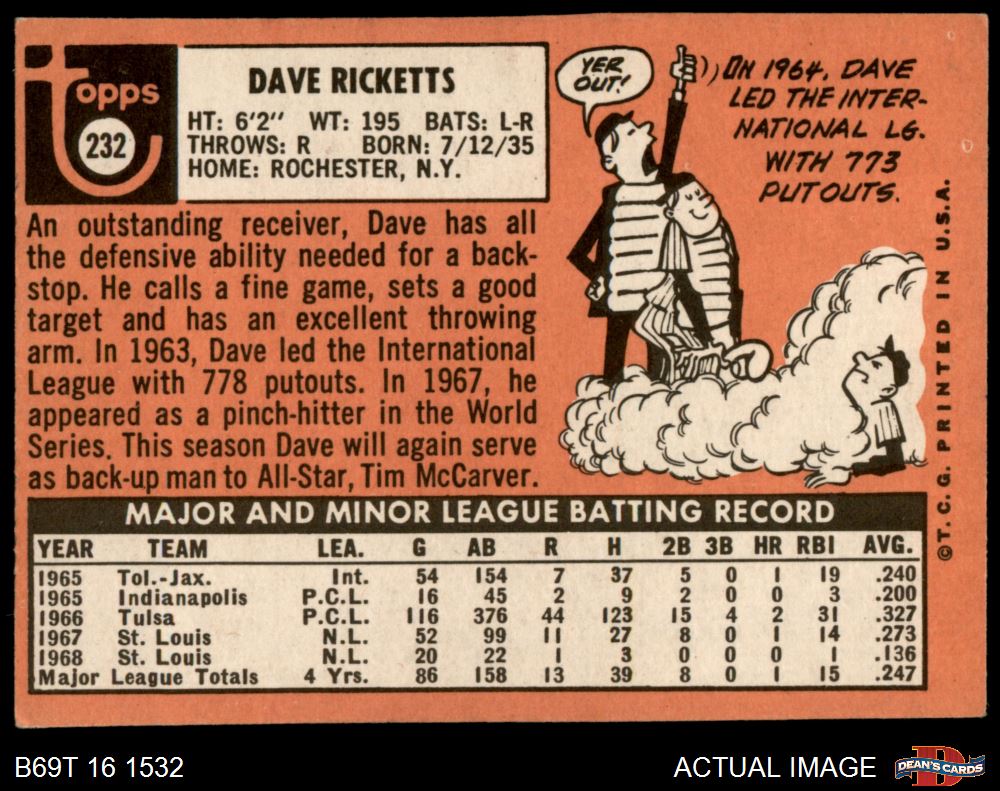 Topps
232
DAVE RICKETTS
HT: 6'2" WT: 195 BATS: L-R
THROWS: R BORN: 7/12/35
HOME: ROCHESTER, N.Y.
An outstanding receiver, Dave has all
the defensive ability needed for a back-
stop. He calls a fine game, sets a good
target and has an excellent throwing
arm. In 1963, Dave led the International
League with 778 putouts. In 1967, he
appeared as a pinch-hitter in the World
Series. This season Dave will again serve
as back-up man to All-Star, Tim McCarver.
YER
OUT!
IN 1964, DAVE
LED THE INTER-
NATIONAL LG.
WITH 773
PUTOUTS.
©T.C.G. PRINTED IN U.S.A.
MAJOR AND MINOR LEAGUE BATTING RECORD
YEAR TEAM LEA. G AB R H 2B 3B HR RBI AVG.
1965 Tol.-Jax. Int. 54 154 7 37 5 0 1 19 .240
1965 Indianapolis P.C.L. 16 45 2 9 2 0 0 3 .200
1966 Tulsa P.C.L. 116 376 44 123 15 4 2 31 .327
1967 St. Louis N.L. 52 99 11 27 8 0 1 14 .273
1968 St. Louis N.L. 20 22 1 3 0 0 0 1 .136
Major League Totals 4 Yrs. 86 158 13 39 8 0 1 15 .247
B69T 16 1532
ACTUAL IMAGE
DEAN'S CARDS